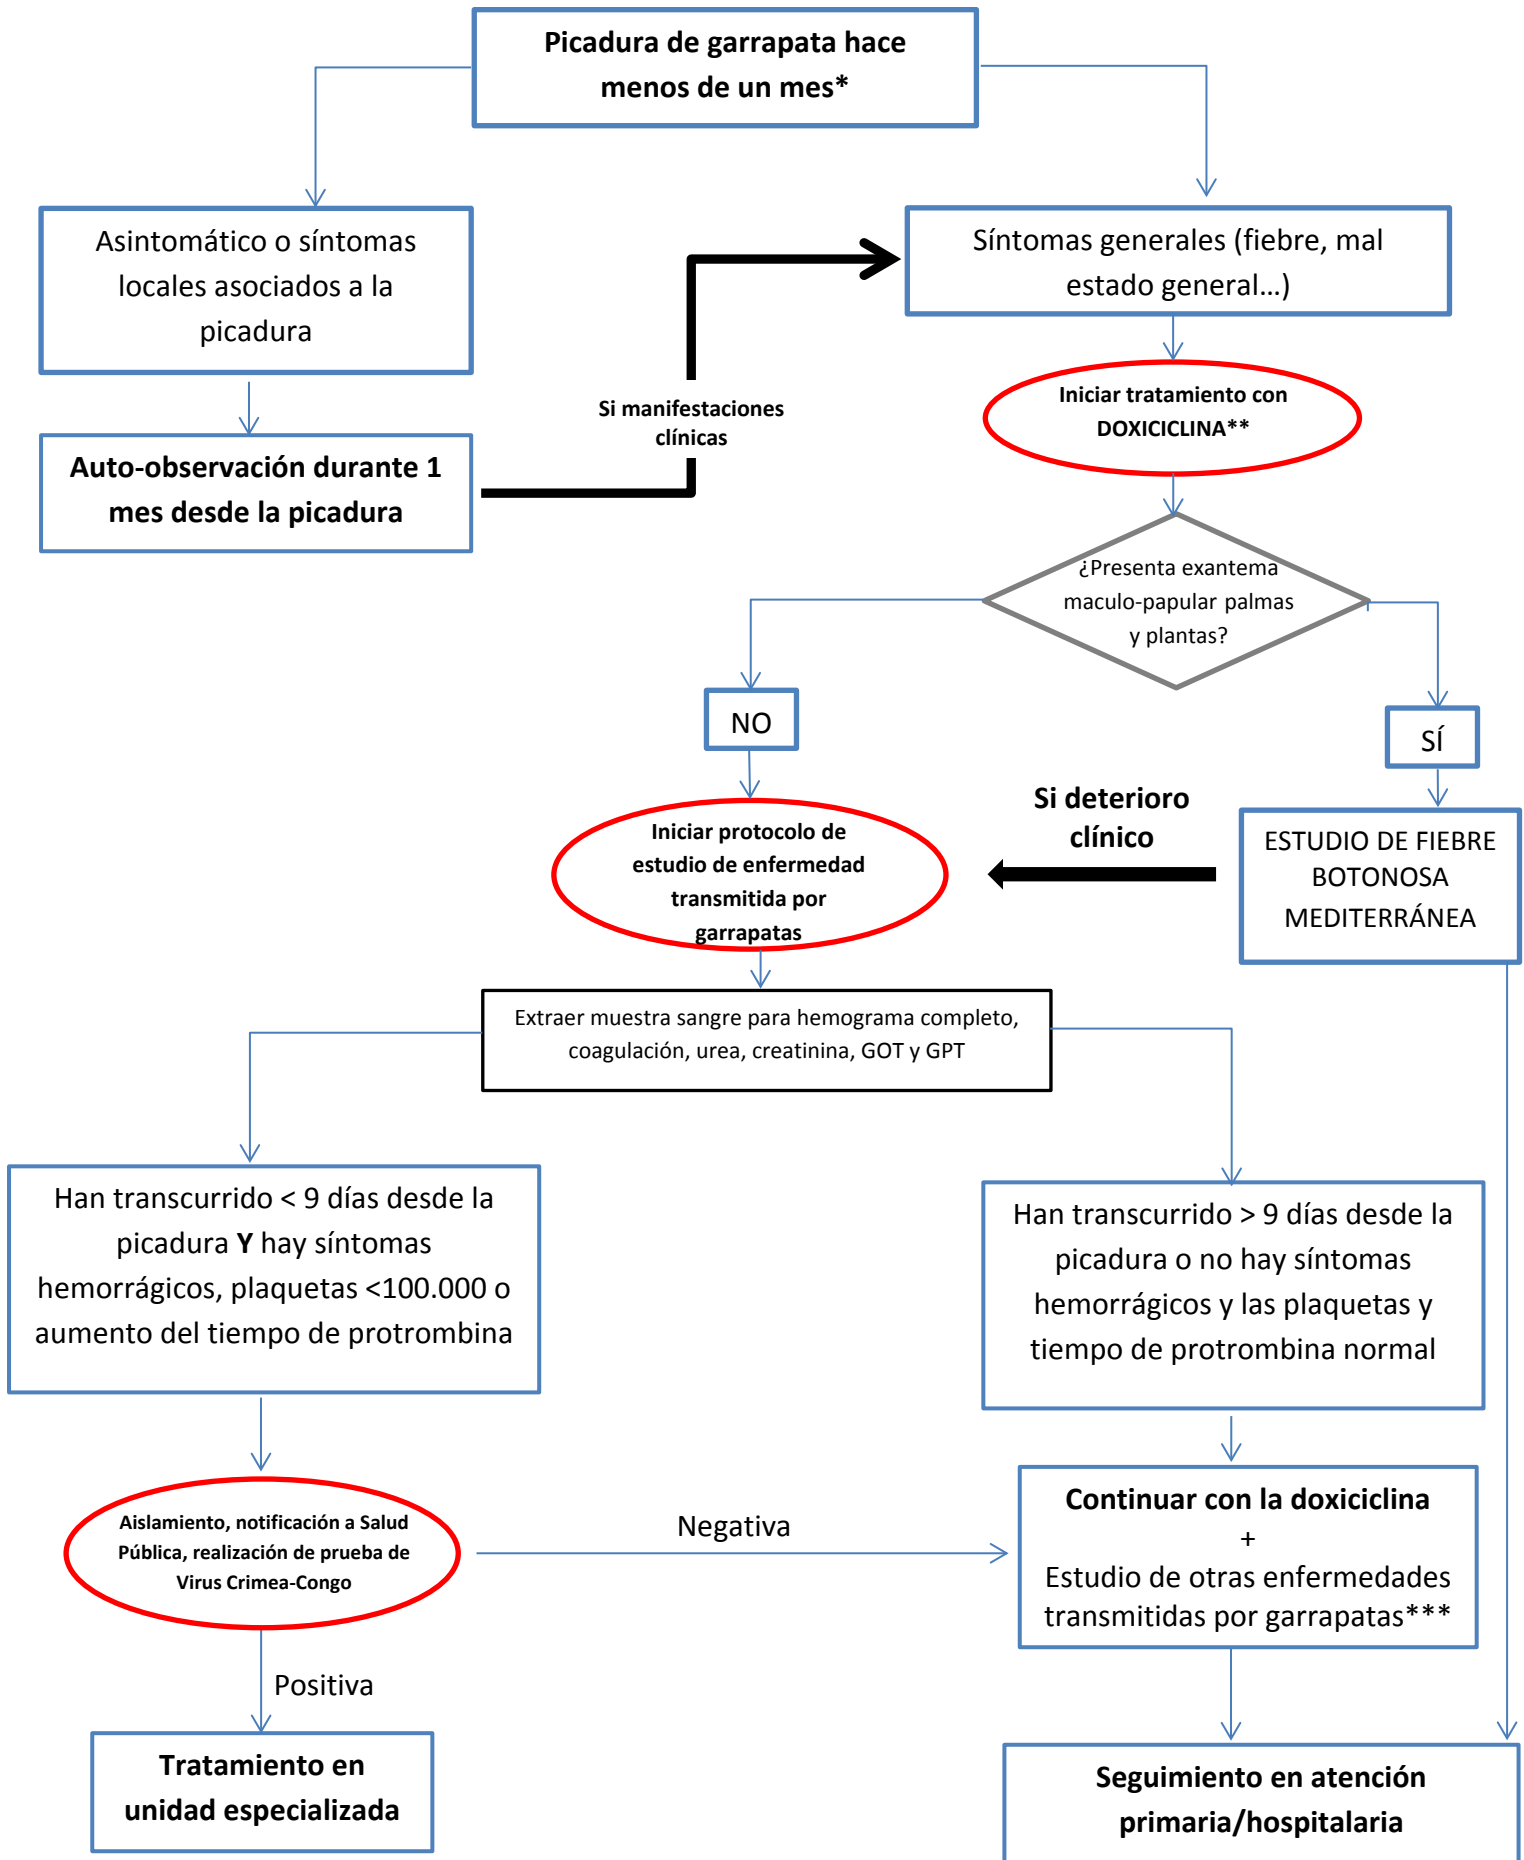 Picadura de garrapata hace
menos de un mes*
Asintomático o síntomas
locales asociados a la
picadura
Síntomas generales (fiebre, mal
estado general...)
Si manifestaciones
clínicas
Iniciar tratamiento con
DOXICICLINA**
Auto-observación durante 1
mes desde la picadura
¿Presenta exantema
maculo-papular palmas
y plantas?
NO
SÍ
Iniciar protocolo de
estudio de enfermedad
transmitida por
garrapatas
Si deterioro
clínico
ESTUDIO DE FIEBRE
BOTONOSA
MEDITERRÁNEA
Extraer muestra sangre para hemograma completo,
coagulación, urea, creatinina, GOT y GPT
Han transcurrido < 9 días desde la
picadura Y hay síntomas
hemorrágicos, plaquetas <100.000 o
aumento del tiempo de protrombina
Han transcurrido > 9 días desde la
picadura o no hay síntomas
hemorrágicos y las plaquetas y
tiempo de protrombina normal
Aislamiento, notificación a Salud
Pública, realización de prueba de
Virus Crimea-Congo
Negativa
Continuar con la doxiciclina
+
Estudio de otras enfermedades
transmitidas por garrapatas***
Positiva
Tratamiento en
unidad especializada
Seguimiento en atención
primaria/hospitalaria